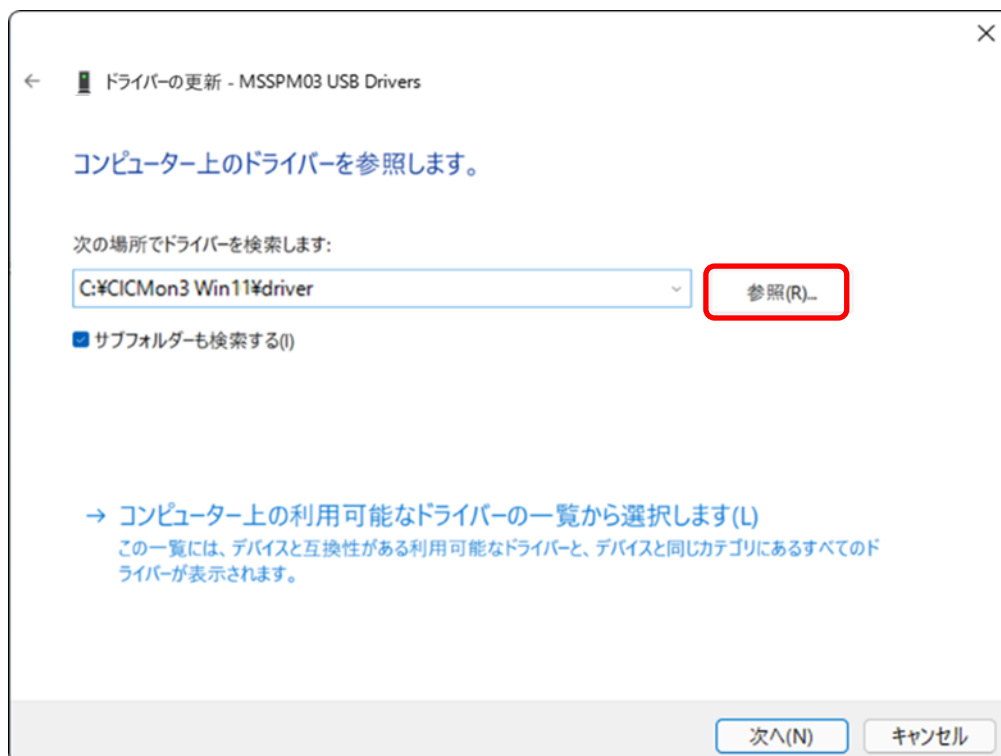 ドライバーの更新 - MSSPM03 USB Drivers
コンピューター上のドライバーを参照します。
次の場所でドライバーを検索します:
C:¥CICMon3 Win11¥driver
参照(R)...
サブフォルダーも検索する(I)
→ コンピューター上の利用可能なドライバーの一覧から選択します(L)
この一覧には、デバイスと互換性がある利用可能なドライバーと、デバイスと同じカテゴリにあるすべてのド
ライバーが表示されます。
次へ(N)
キャンセル